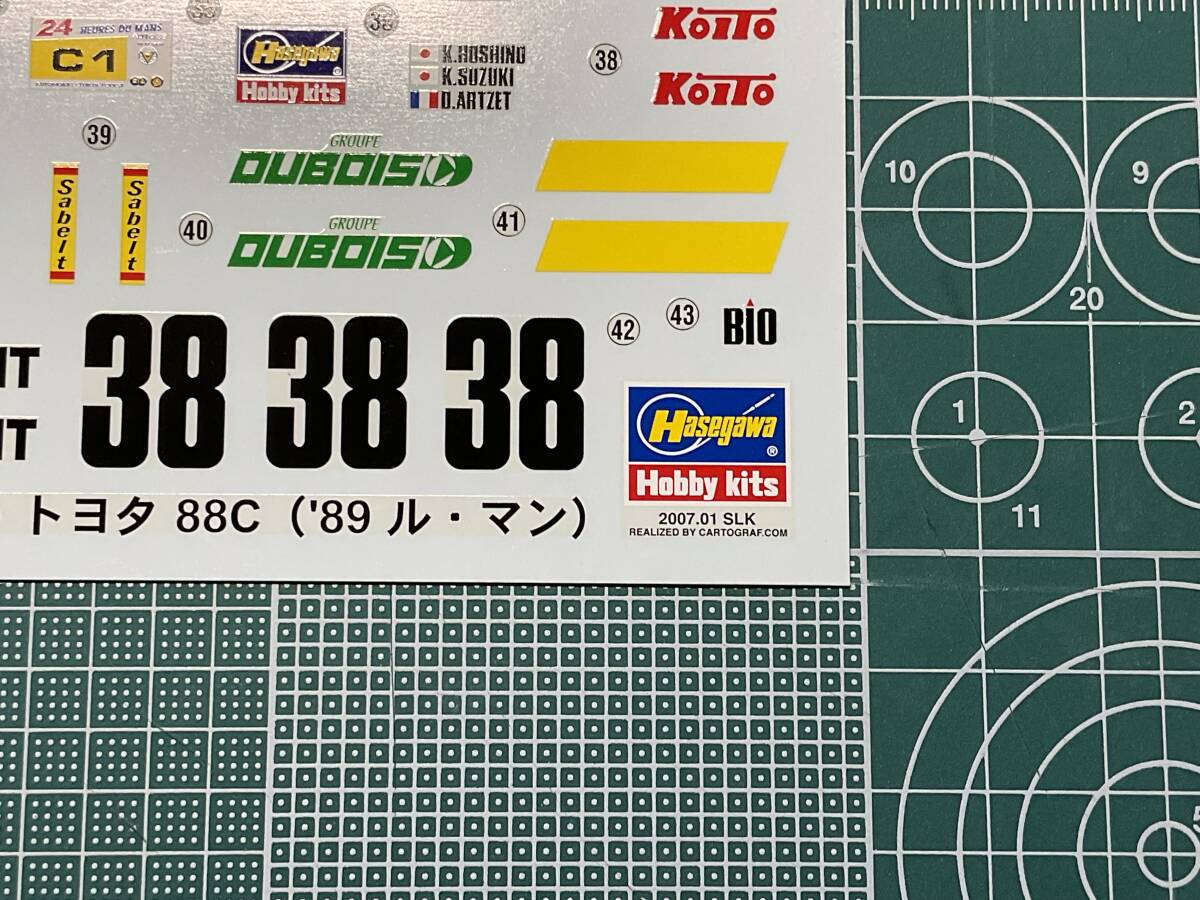 38
24 HEURES DU MANS
C1
Hasegawa
®
Hobby kits
K.HOSHINO
K.SUZUKI
D.ARTZET
38
KOITO
KOITO
39
GROUPE
DUBOIS
Sabelt
Sabelt
40
GROUPE
DUBOIS
41
38 38 38
42
43
BIO
IT
IT
Hasegawa
®
Hobby kits
トヨタ 88C（'89 ル・マン）
2007.01 SLK
REALIZED BY CARTOGRAF.COM
10
9
20
1
2
11
5